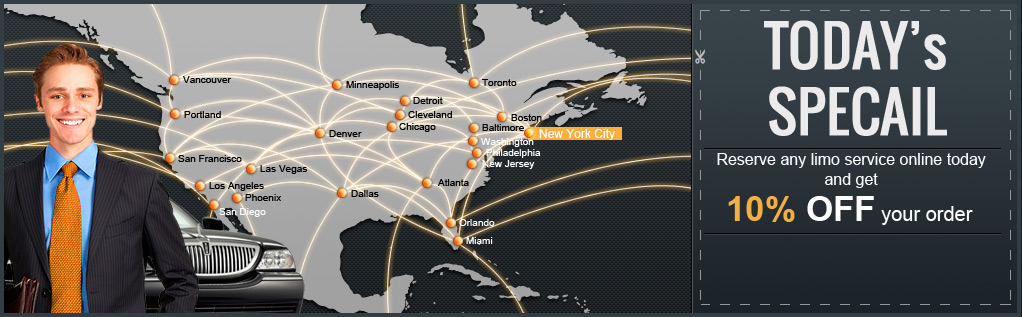 Vancouver
Minneapolis
Toronto
Portland
Detroit
Cleveland
Boston
Chicago
Baltimore
New York City
Denver
Washington
Philadelphia
San Francisco
New Jersey
Las Vegas
Atlanta
Los Angeles
Dallas
Phoenix
San Diego
Orlando
Miami
TODAY's
SPECAIL
Reserve any limo service online today
and get
10% OFF your order